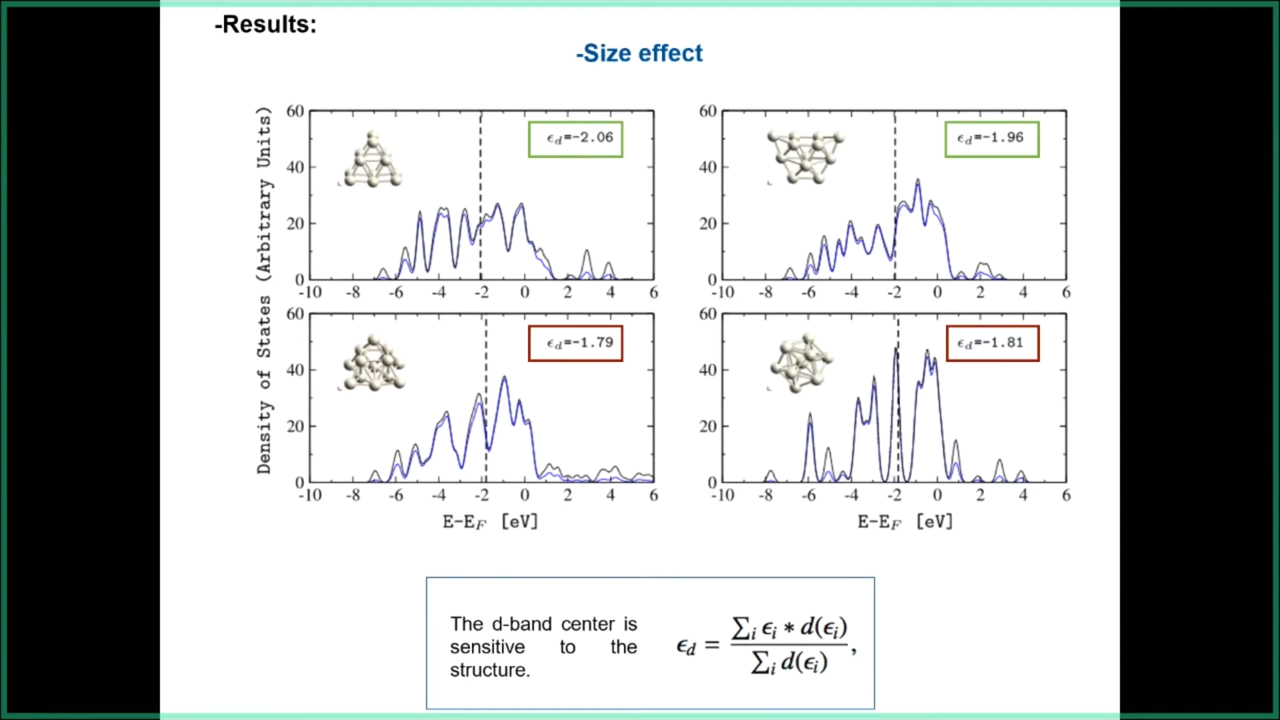 -Results:
-Size effect
Density of States (Arbitrary Units)
60
40
20
0
-10 -8 -6 -4 -2 0 2 4 6
ϵd=-2.06
60
40
20
0
-10 -8 -6 -4 -2 0 2 4 6
ϵd=-1.96
60
40
20
0
-10 -8 -6 -4 -2 0 2 4 6
ϵd=-1.79
E-EF [eV]
60
40
20
0
-10 -8 -6 -4 -2 0 2 4 6
ϵd=-1.81
E-EF [eV]
The d-band center is
sensitive to the
structure.
ϵd = ∑i ϵi * d(ϵi) / ∑i d(ϵi) ,